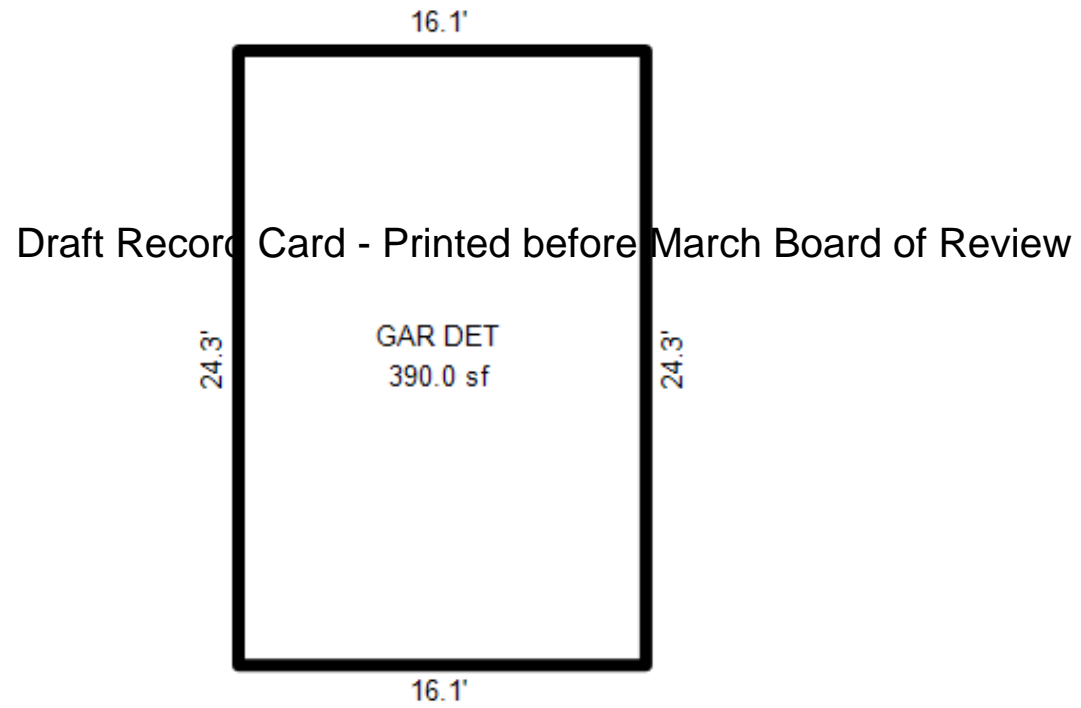 16.1'
Draft Record Card - Printed before March Board of Review
24.3'
GAR DET
390.0 sf
24.3'
16.1'